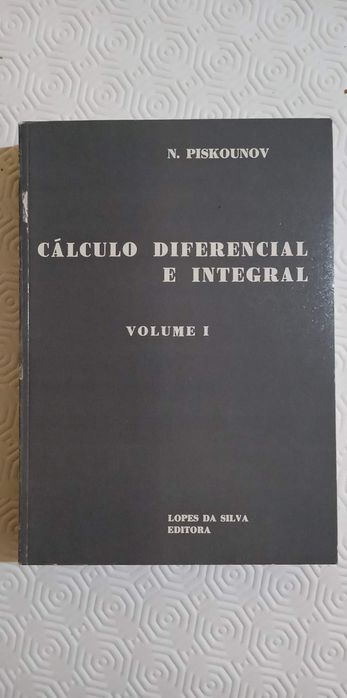 N. PISKOUNOV
CÁLCULO DIFERENCIAL
E INTEGRAL
VOLUME I
LOPES DA SILVA
EDITORA